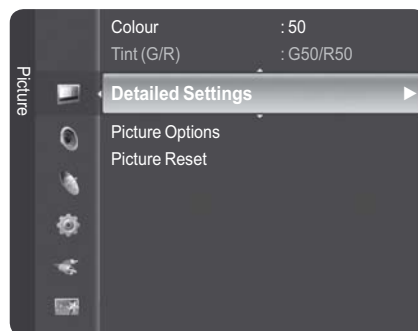 Picture
Colour : 50
Tint (G/R) : G50/R50
Detailed Settings
Picture Options
Picture Reset